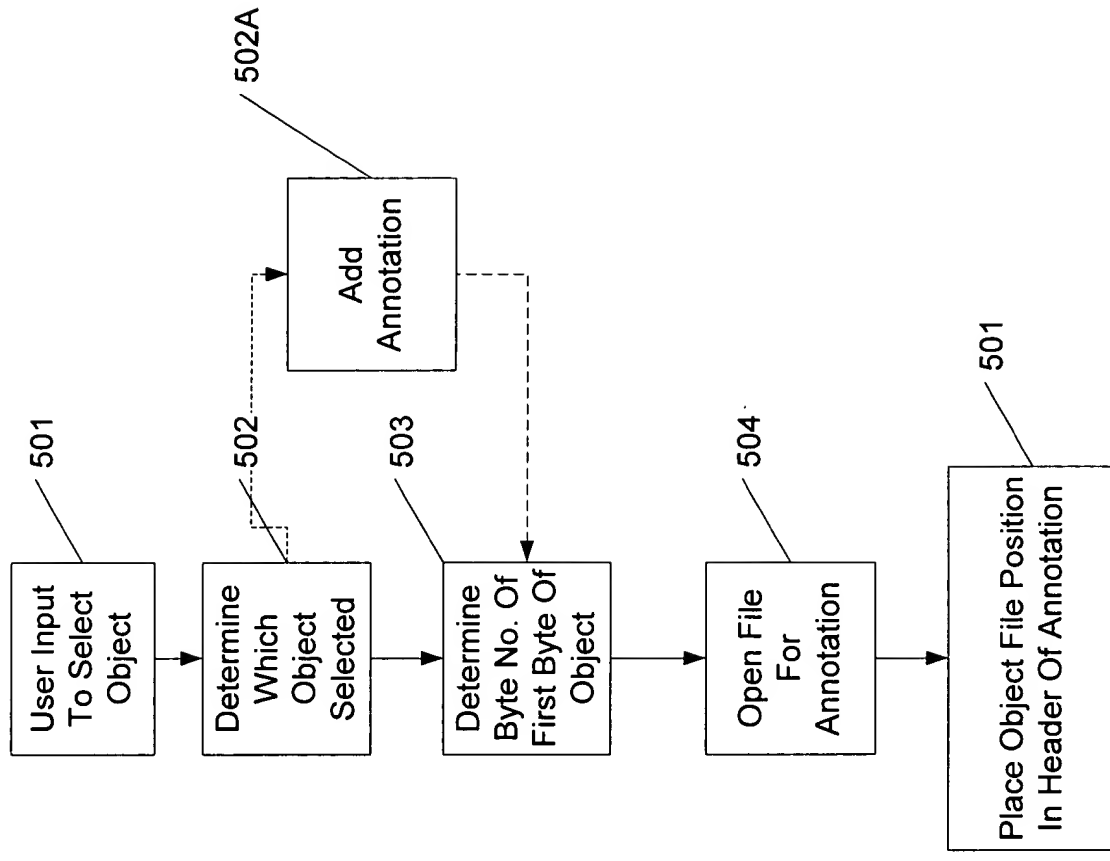 User Input
To Select
Object
501
Determine
Which
Object
Selected
502
Add
Annotation
502A
Determine
Byte No. Of
First Byte Of
Object
503
Open File
For
Annotation
504
Place Object File Position
In Header Of Annotation
501